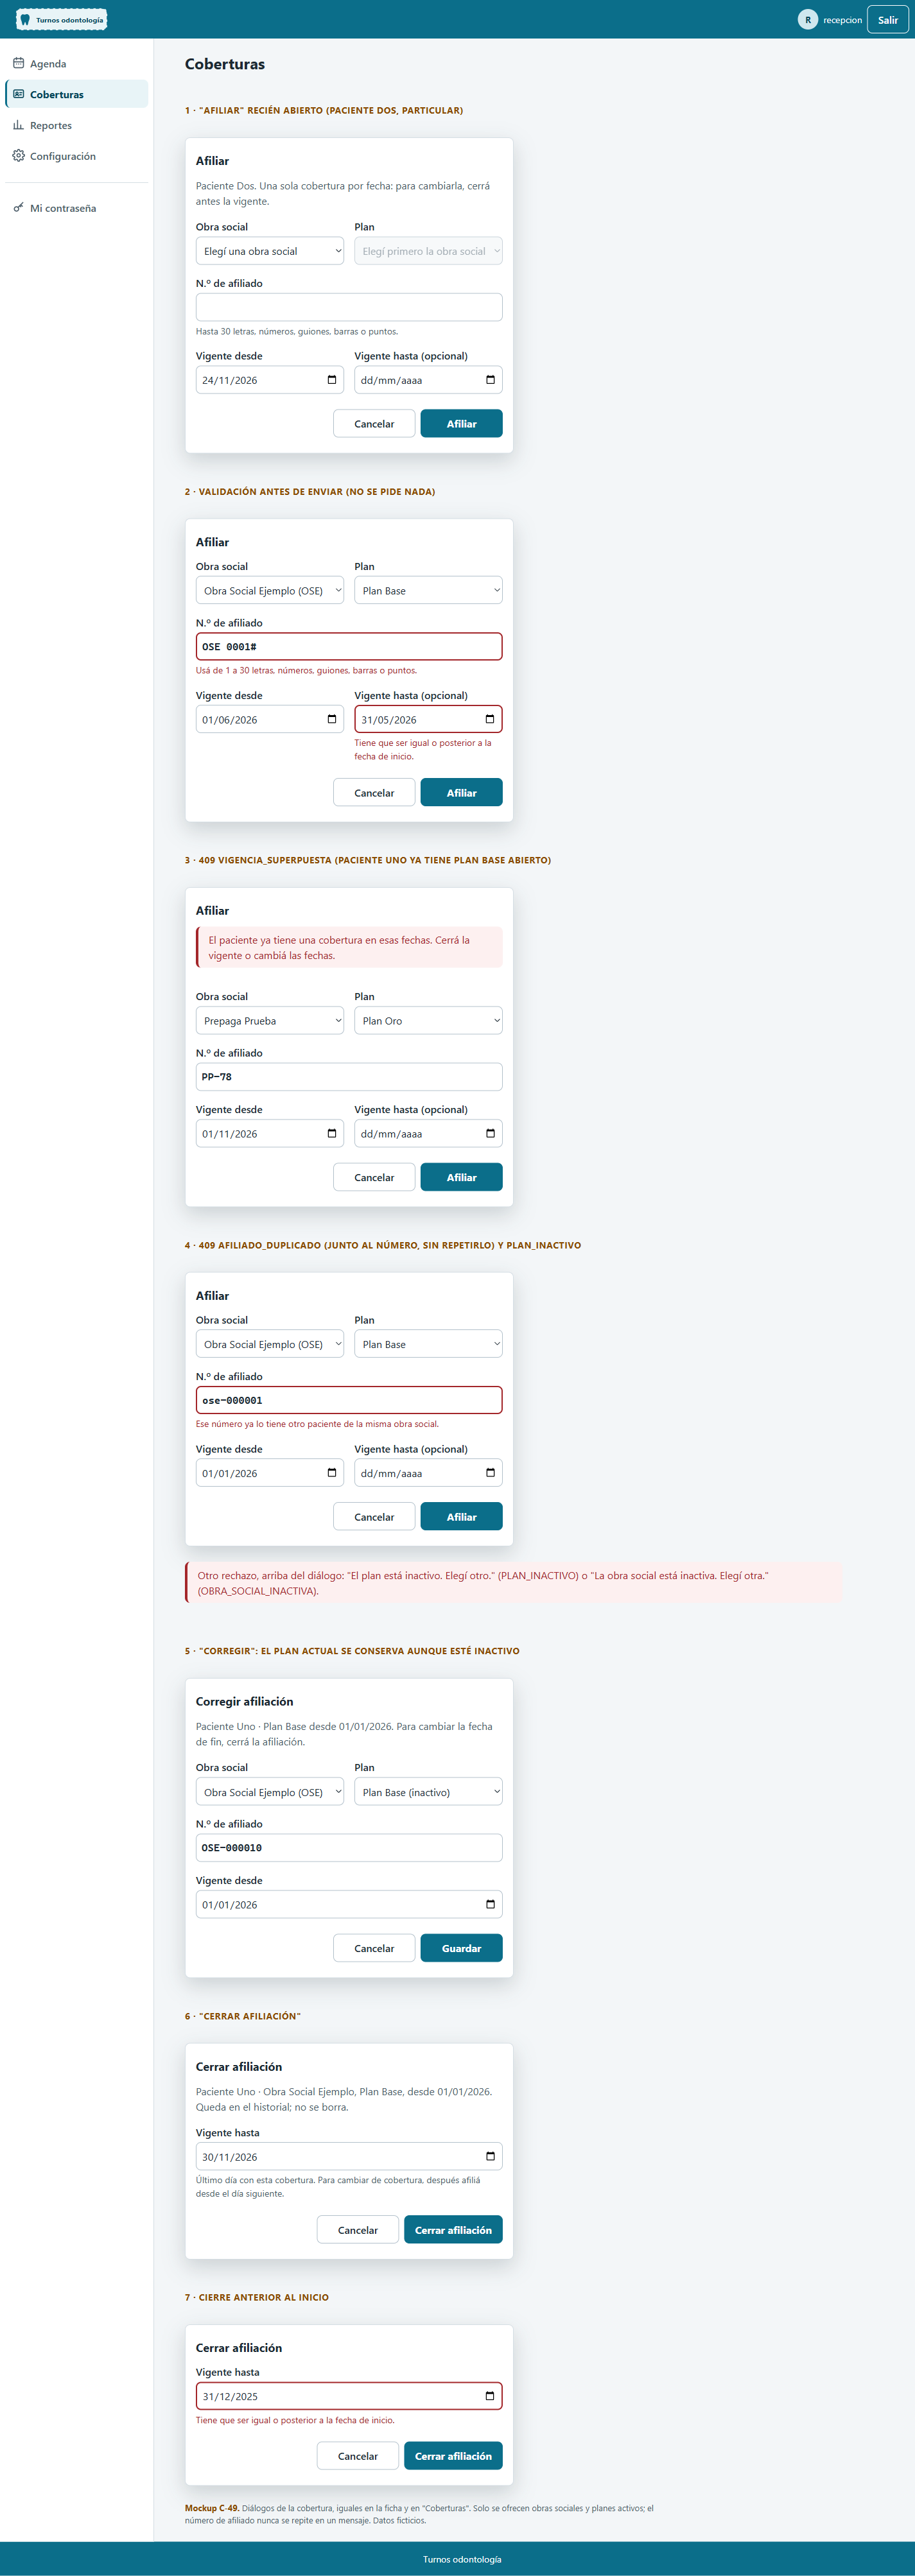 Turnos odontología
R recepcion Salir
Agenda
Coberturas
Reportes
Configuración
Mi contraseña
Coberturas
1 · "AFILIAR" RECIÉN ABIERTO (PACIENTE DOS, PARTICULAR)
Afiliar
Paciente Dos. Una sola cobertura por fecha: para cambiarla, cerrá
antes la vigente.
Obra social Plan
Elegí una obra social Elegí primero la obra social
N.º de afiliado
Hasta 30 letras, números, guiones, barras o puntos.
Vigente desde Vigente hasta (opcional)
24/11/2026 dd/mm/aaaa
Cancelar Afiliar
2 · VALIDACIÓN ANTES DE ENVIAR (NO SE PIDE NADA)
Afiliar
Obra social Plan
Obra Social Ejemplo (OSE) Plan Base
N.º de afiliado
OSE 0001#
Usá de 1 a 30 letras, números, guiones, barras o puntos.
Vigente desde Vigente hasta (opcional)
01/06/2026 31/05/2026
Tiene que ser igual o posterior a la
fecha de inicio.
Cancelar Afiliar
3 · 409 VIGENCIA_SUPERPUESTA (PACIENTE UNO YA TIENE PLAN BASE ABIERTO)
Afiliar
El paciente ya tiene una cobertura en esas fechas. Cerrá la
vigente o cambiá las fechas.
Obra social Plan
Prepaga Prueba Plan Oro
N.º de afiliado
PP-78
Vigente desde Vigente hasta (opcional)
01/11/2026 dd/mm/aaaa
Cancelar Afiliar
4 · 409 AFILIADO_DUPLICADO (JUNTO AL NÚMERO, SIN REPETIRLO) Y PLAN_INACTIVO
Afiliar
Obra social Plan
Obra Social Ejemplo (OSE) Plan Base
N.º de afiliado
ose-000001
Ese número ya lo tiene otro paciente de la misma obra social.
Vigente desde Vigente hasta (opcional)
01/01/2026 dd/mm/aaaa
Cancelar Afiliar
Otro rechazo, arriba del diálogo: "El plan está inactivo. Elegí otro." (PLAN_INACTIVO) o "La obra social está inactiva. Elegí otra."
(OBRA_SOCIAL_INACTIVA).
5 · "CORREGIR": EL PLAN ACTUAL SE CONSERVA AUNQUE ESTÉ INACTIVO
Corregir afiliación
Paciente Uno · Plan Base desde 01/01/2026. Para cambiar la fecha
de fin, cerrá la afiliación.
Obra social Plan
Obra Social Ejemplo (OSE) Plan Base (inactivo)
N.º de afiliado
OSE-000010
Vigente desde
01/01/2026
Cancelar Guardar
6 · "CERRAR AFILIACIÓN"
Cerrar afiliación
Paciente Uno · Obra Social Ejemplo, Plan Base, desde 01/01/2026.
Queda en el historial; no se borra.
Vigente hasta
30/11/2026
Último día con esta cobertura. Para cambiar de cobertura, después afiliá
desde el día siguiente.
Cancelar Cerrar afiliación
7 · CIERRE ANTERIOR AL INICIO
Cerrar afiliación
Vigente hasta
31/12/2025
Tiene que ser igual o posterior a la fecha de inicio.
Cancelar Cerrar afiliación
Mockup C-49. Diálogos de la cobertura, iguales en la ficha y en "Coberturas". Solo se ofrecen obras sociales y planes activos; el
número de afiliado nunca se repite en un mensaje. Datos ficticios.
Turnos odontología